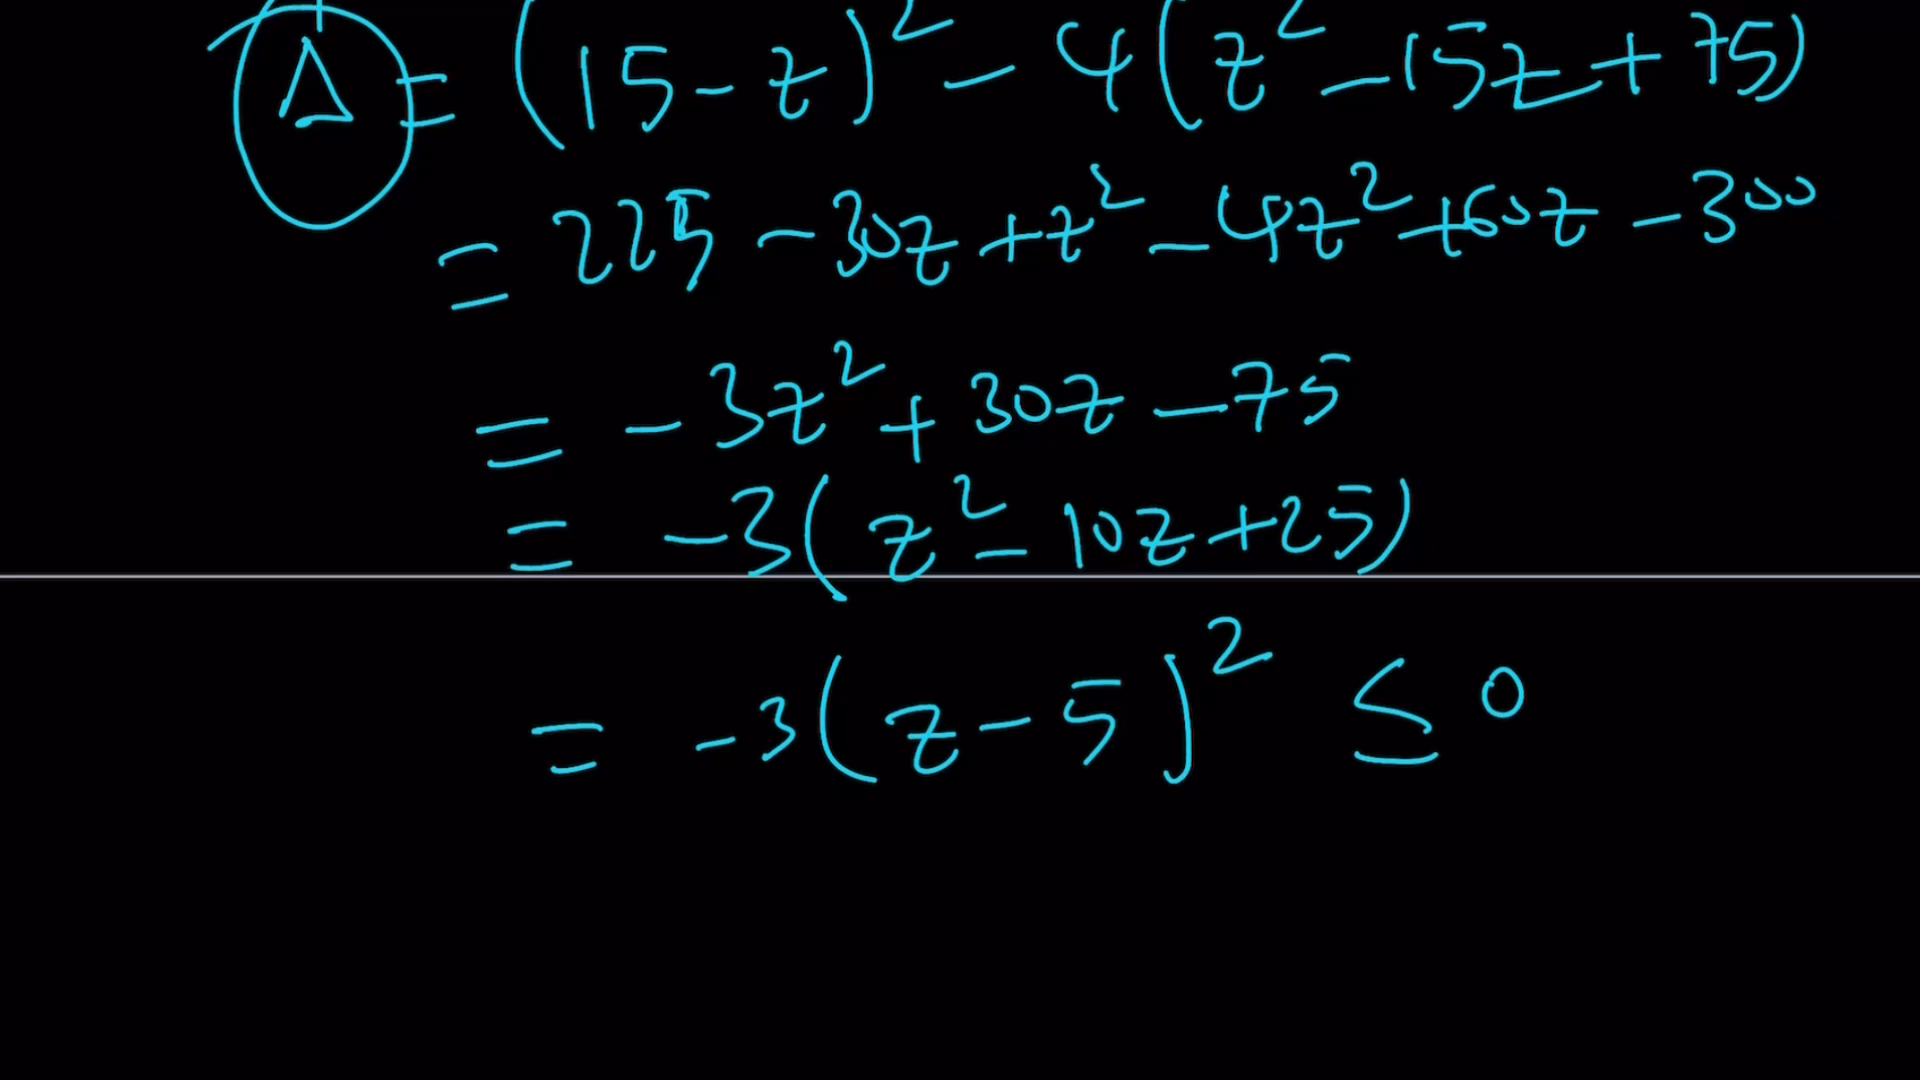 Δ = (15 - z)² - 4(z² - 15z + 75)
= 225 - 30z + z² - 4z² + 60z - 300
= -3z² + 30z - 75
= -3(z² - 10z + 25)
= -3(z - 5)² ≤ 0